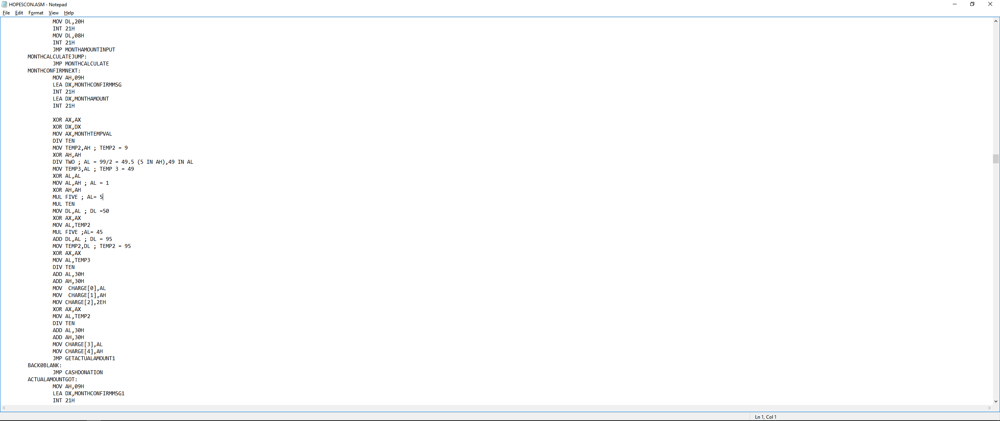 HOPESCON.ASM - Notepad
File Edit Format View Help
MOV DL,20H
INT 21H
MOV DL,08H
INT 21H
JMP MONTHAMOUNTINPUT
MONTHCALCULATEJUMP:
JMP MONTHCALCULATE
MONTHCONFIRMNEXT:
MOV AH,09H
LEA DX,MONTHCONFIRMMSG
INT 21H
LEA DX,MONTHAMOUNT
INT 21H
XOR AX,AX
XOR DX,DX
MOV AX,MONTHTEMPVAL
DIV TEN
MOV TEMP2,AH ; TEMP2 = 9
XOR AH,AH
DIV TWO ; AL = 99/2 = 49.5 (5 IN AH),49 IN AL
MOV TEMP3,AL ; TEMP 3 = 49
XOR AL,AL
MOV AL,AH ; AL = 1
XOR AH,AH
MUL FIVE ; AL= 5
MUL TEN
MOV DL,AL ; DL =50
XOR AX,AX
MOV AL,TEMP2
MUL FIVE ;AL= 45
ADD DL,AL ; DL = 95
MOV TEMP2,DL ; TEMP2 = 95
XOR AX,AX
MOV AL,TEMP3
DIV TEN
ADD AL,30H
ADD AH,30H
MOV  CHARGE[0],AL
MOV  CHARGE[1],AH
MOV CHARGE[2],2EH
XOR AX,AX
MOV AL,TEMP2
DIV TEN
ADD AL,30H
ADD AH,30H
MOV CHARGE[3],AL
MOV CHARGE[4],AH
JMP GETACTUALAMOUNT1
BACK0BLANK:
JMP CASHDONATION
ACTUALAMOUNTGOT:
MOV AH,09H
LEA DX,MONTHCONFIRMMSG1
INT 21H
Ln 1, Col 1